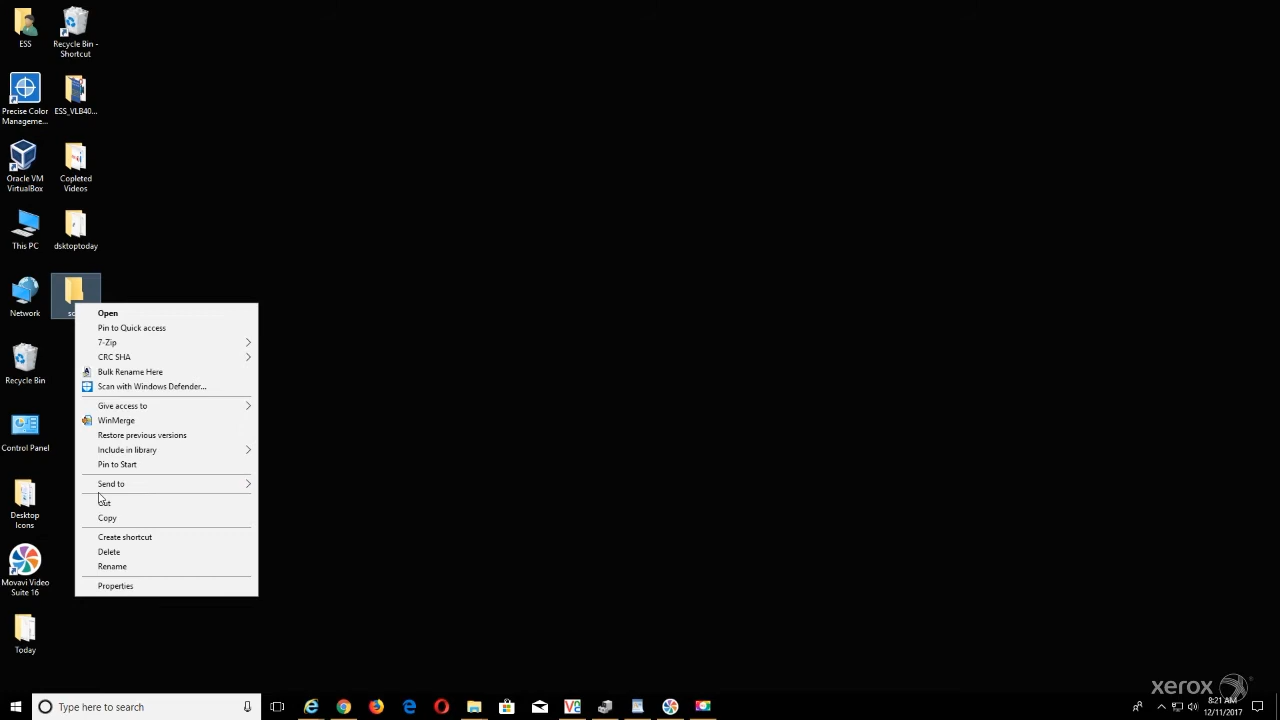 ESS
Recycle Bin -
Shortcut
Precise Color
Manageme...
ESS_VLB40...
Oracle VM
VirtualBox
Copleted
Videos
This PC
dsktoptoday
Network
Recycle Bin
Control Panel
Desktop
Icons
Movavi Video
Suite 16
Today
Open
Pin to Quick access
7-Zip
CRC SHA
Bulk Rename Here
Scan with Windows Defender...
Give access to
WinMerge
Restore previous versions
Include in library
Pin to Start
Send to
Cut
Copy
Create shortcut
Delete
Rename
Properties
xerox
Type here to search
8:21 AM
12/11/2017